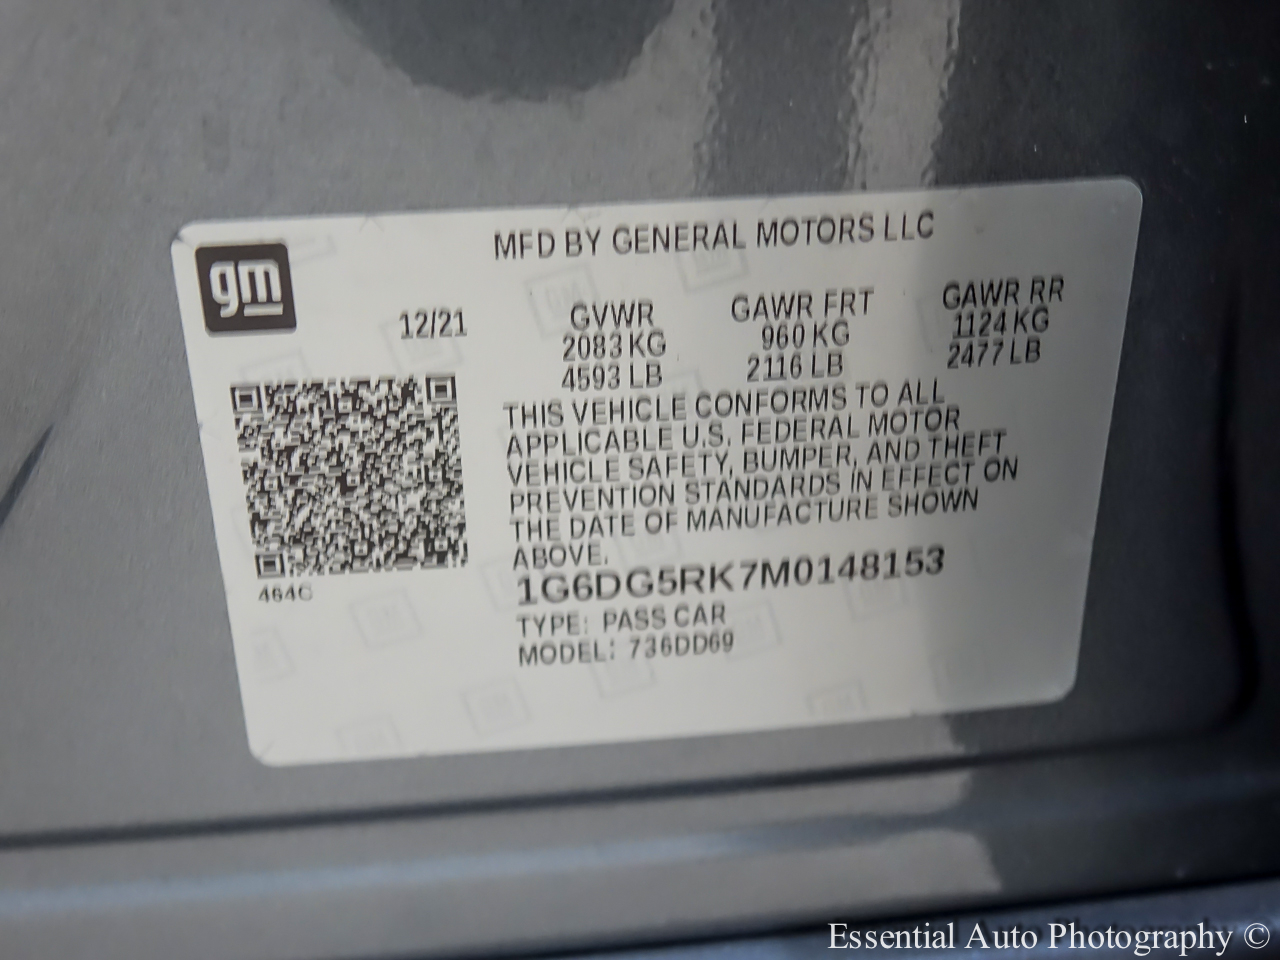 MFD BY GENERAL MOTORS LLC
gm
12/21
GVWR GAWR FRT GAWR RR
2083 KG 960 KG 1124 KG
4593 LB 2116 LB 2477 LB
THIS VEHICLE CONFORMS TO ALL
APPLICABLE U.S. FEDERAL MOTOR
VEHICLE SAFETY, BUMPER, AND THEFT
PREVENTION STANDARDS IN EFFECT ON
THE DATE OF MANUFACTURE SHOWN
ABOVE.
464C
1G6DG5RK7M0148153
TYPE: PASS CAR
MODEL: 736DD69
Essential Auto Photography ©